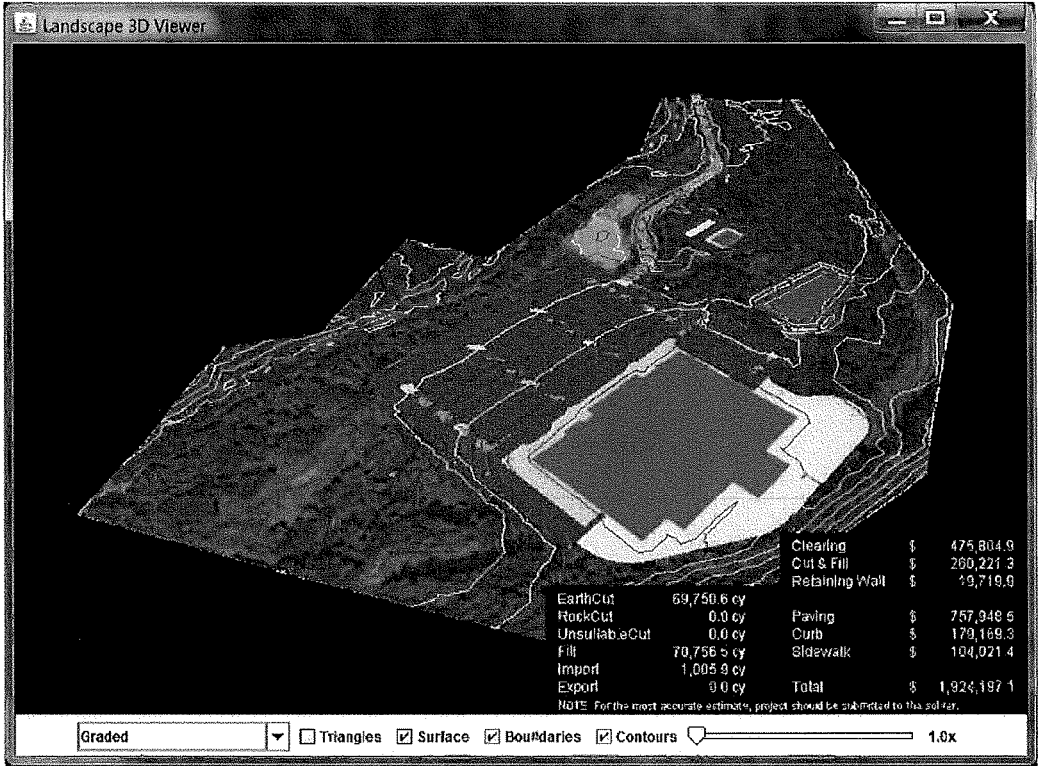 Landscape 3D Viewer
Clearing $ 475,804.9
Cut & Fill $ 260,221.3
Retaining Wall $ 19,719.9
EarthCut 69,750.6 cy
RockCut 0.0 cy Paving $ 757,948.5
UnsuitableCut 0.0 cy Curb $ 179,169.3
Fill 70,756.5 cy Sidewalk $ 104,021.4
Import 1,005.9 cy
Export 0.0 cy Total $ 1,924,197.1
NOTE: For the most accurate estimate, project should be submitted to the solver.
Graded Triangles Surface Boundaries Contours 1.0x